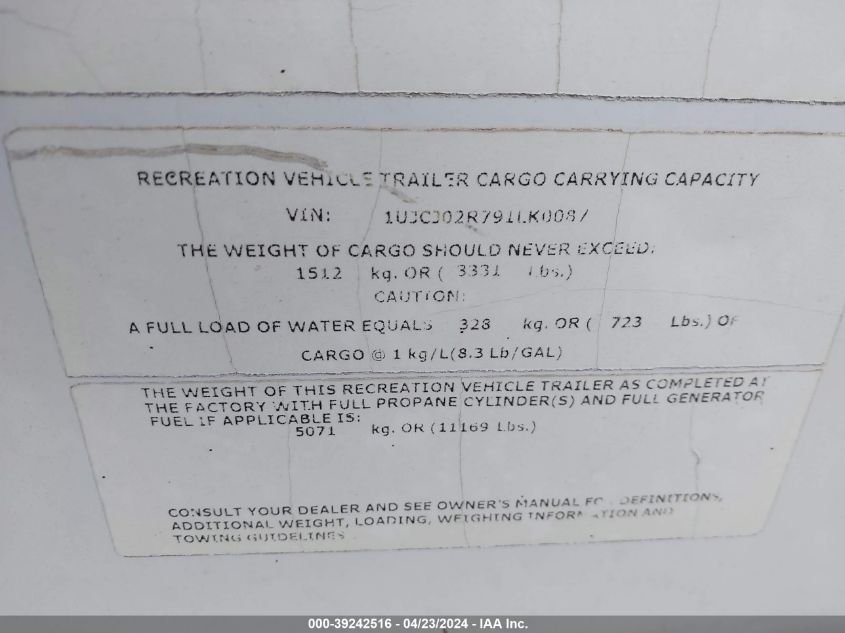 RECREATION VEHICLE TRAILER CARGO CARRYING CAPACITY
VIN: 1UJCJ02R791LK0087
THE WEIGHT OF CARGO SHOULD NEVER EXCEED:
1512 kg. OR ( 3331 Lbs.)
CAUTION:
A FULL LOAD OF WATER EQUALS 328 kg. OR ( 723 Lbs.) OF
CARGO @ 1 kg/L(8.3 Lb/GAL)
THE WEIGHT OF THIS RECREATION VEHICLE TRAILER AS COMPLETED AT
THE FACTORY WITH FULL PROPANE CYLINDER(S) AND FULL GENERATOR
FUEL IF APPLICABLE IS:
5071 kg. OR (11169 Lbs.)
CONSULT YOUR DEALER AND SEE OWNER'S MANUAL FOR DEFINITIONS,
ADDITIONAL WEIGHT, LOADING, WEIGHING INFORMATION AND
TOWING GUIDELINES
000-39242516 - 04/23/2024 - IAA Inc.